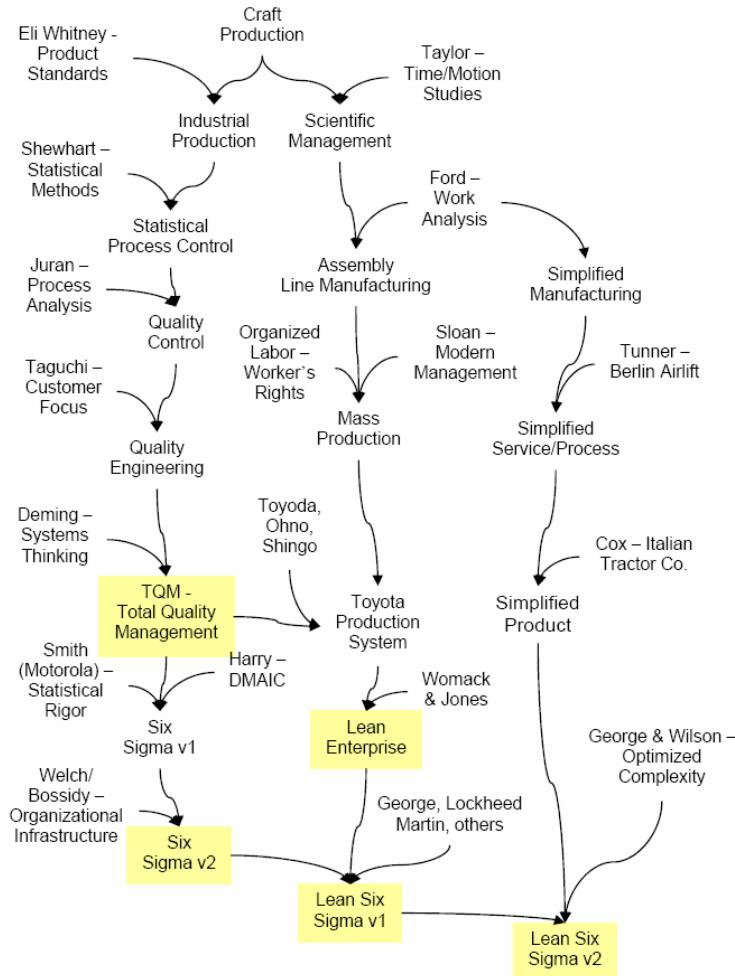 Craft
Production
Eli Whitney -
Product
Standards
Taylor –
Time/Motion
Studies
Industrial
Production
Scientific
Management
Shewhart –
Statistical
Methods
Ford –
Work
Analysis
Statistical
Process Control
Assembly
Line Manufacturing
Simplified
Manufacturing
Juran –
Process
Analysis
Quality
Control
Organized
Labor –
Worker's
Rights
Sloan –
Modern
Management
Tunner –
Berlin Airlift
Taguchi –
Customer
Focus
Mass
Production
Simplified
Service/Process
Quality
Engineering
Deming –
Systems
Thinking
Toyoda,
Ohno,
Shingo
Cox – Italian
Tractor Co.
TQM -
Total Quality
Management
Toyota
Production
System
Simplified
Product
Smith
(Motorola) –
Statistical
Rigor
Harry –
DMAIC
Womack
& Jones
Six
Sigma v1
Lean
Enterprise
George & Wilson –
Optimized
Complexity
Welch/
Bossidy –
Organizational
Infrastructure
George, Lockheed
Martin, others
Six
Sigma v2
Lean Six
Sigma v1
Lean Six
Sigma v2